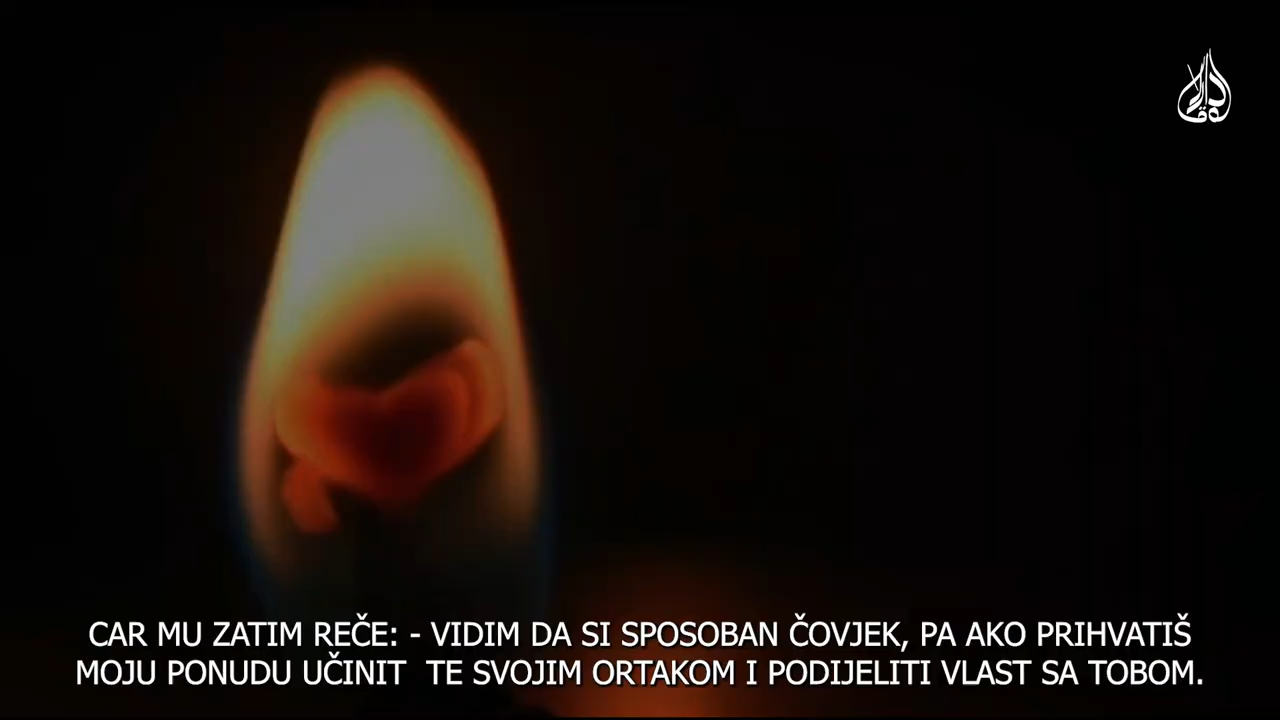 CAR MU ZATIM REČE: - VIDIM DA SI SPOSOBAN ČOVJEK, PA AKO PRIHVATIŠ
MOJU PONUDU UČINIT  TE SVOJIM ORTAKOM I PODIJELITI VLAST SA TOBOM.